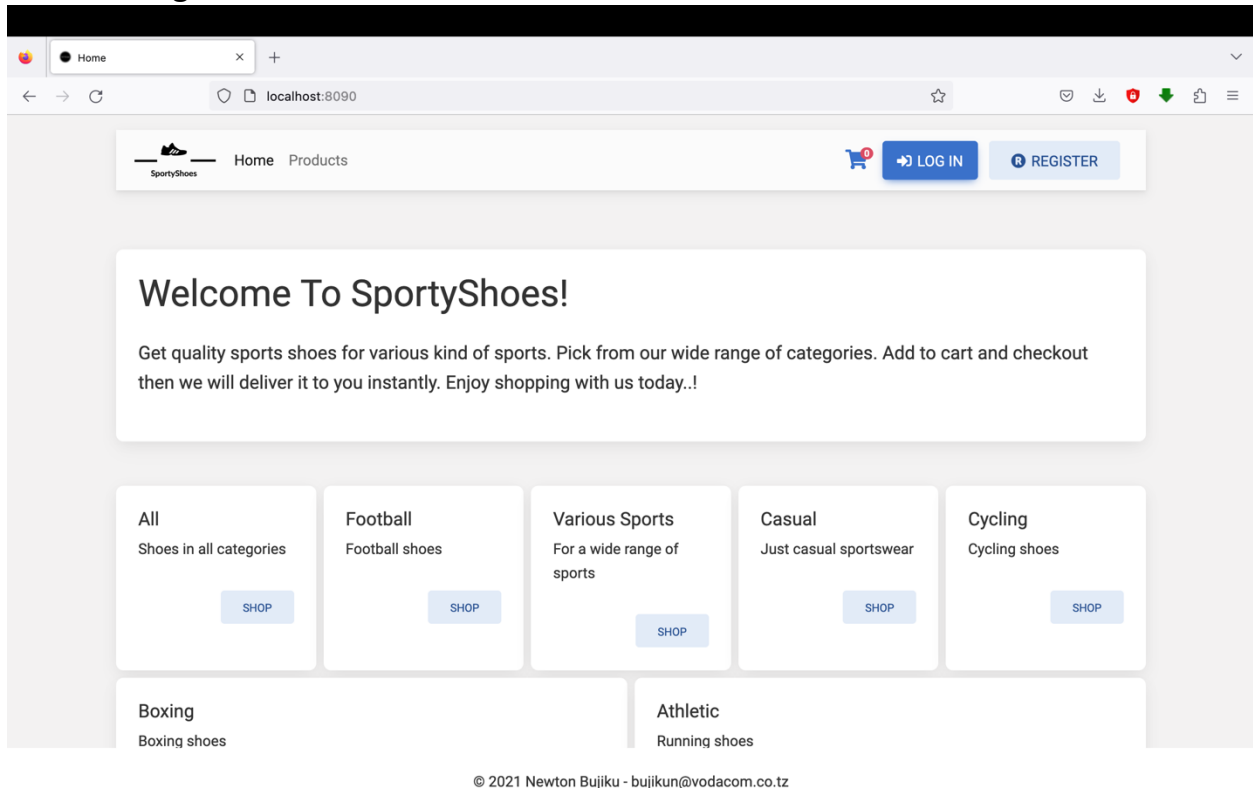 Home
localhost:8090
SportyShoes
Home Products
0
LOG IN
R REGISTER
Welcome To SportyShoes!
Get quality sports shoes for various kind of sports. Pick from our wide range of categories. Add to cart and checkout
then we will deliver it to you instantly. Enjoy shopping with us today..!
All
Shoes in all categories
SHOP
Football
Football shoes
SHOP
Various Sports
For a wide range of
sports
SHOP
Casual
Just casual sportswear
SHOP
Cycling
Cycling shoes
SHOP
Boxing
Boxing shoes
Athletic
Running shoes
© 2021 Newton Bujiku - bujikun@vodacom.co.tz